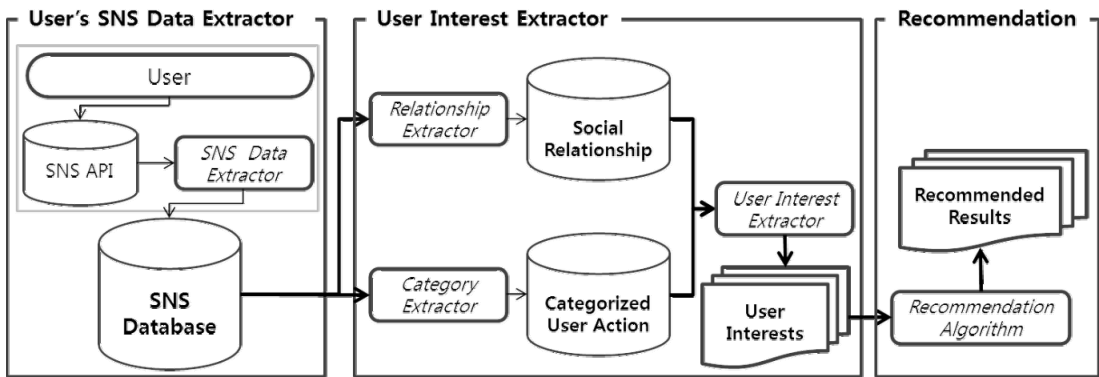 User's SNS Data Extractor
User
SNS API
SNS Data
Extractor
SNS
Database
User Interest Extractor
Relationship
Extractor
Social
Relationship
Category
Extractor
Categorized
User Action
User Interest
Extractor
User
Interests
Recommendation
Recommended
Results
Recommendation
Algorithm